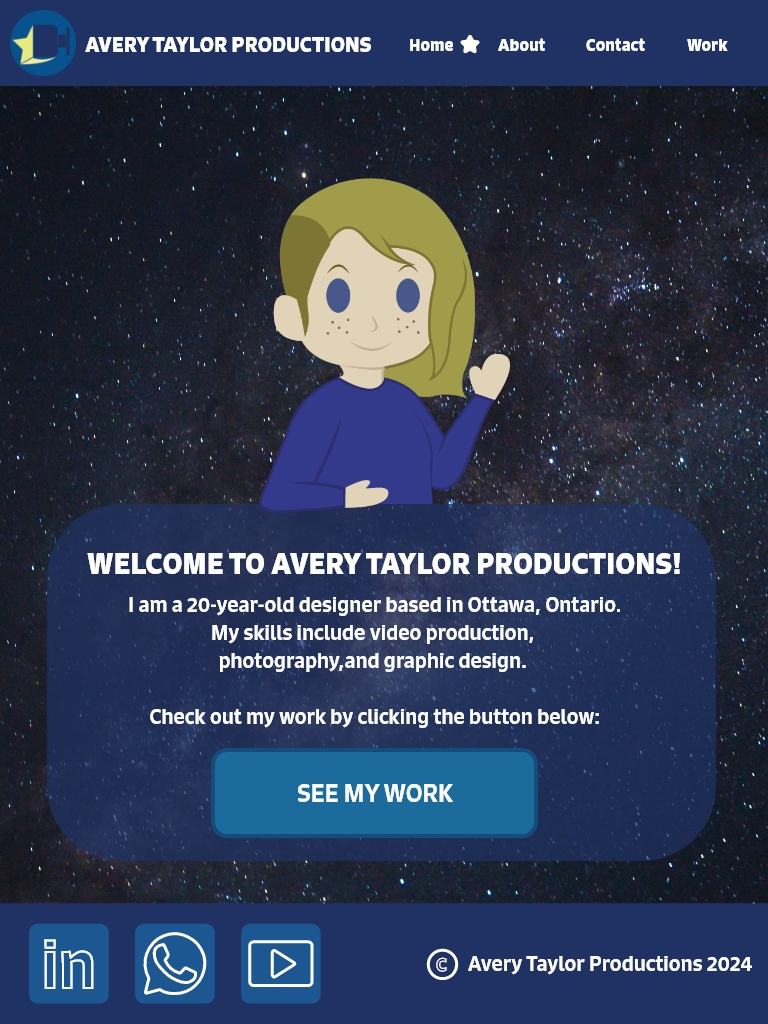 AVERY TAYLOR PRODUCTIONS Home About Contact Work
WELCOME TO AVERY TAYLOR PRODUCTIONS!
I am a 20-year-old designer based in Ottawa, Ontario.
My skills include video production,
photography,and graphic design.
Check out my work by clicking the button below:
SEE MY WORK
in © Avery Taylor Productions 2024